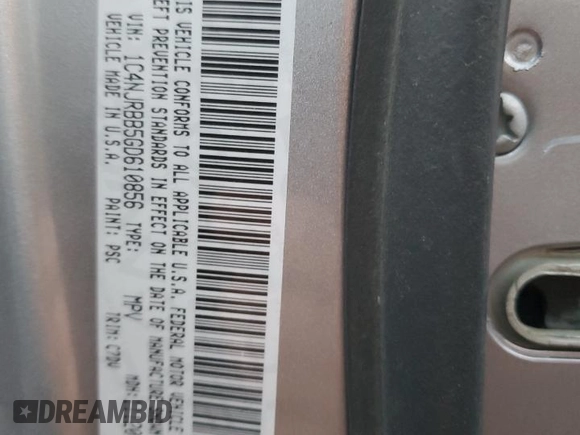 IS VEHICLE CONFORMS TO ALL APPLICABLE U.S.A. FEDERAL MOTOR VEHICLE
EFT PREVENTION STANDARDS IN EFFECT ON THE DATE OF MANUFACTURE
VIN: 1C4NJRBB5GD610856 TYPE: MPV
VEHICLE MADE IN U.S.A. PAINT: PSC TRIM:
DREAMBID